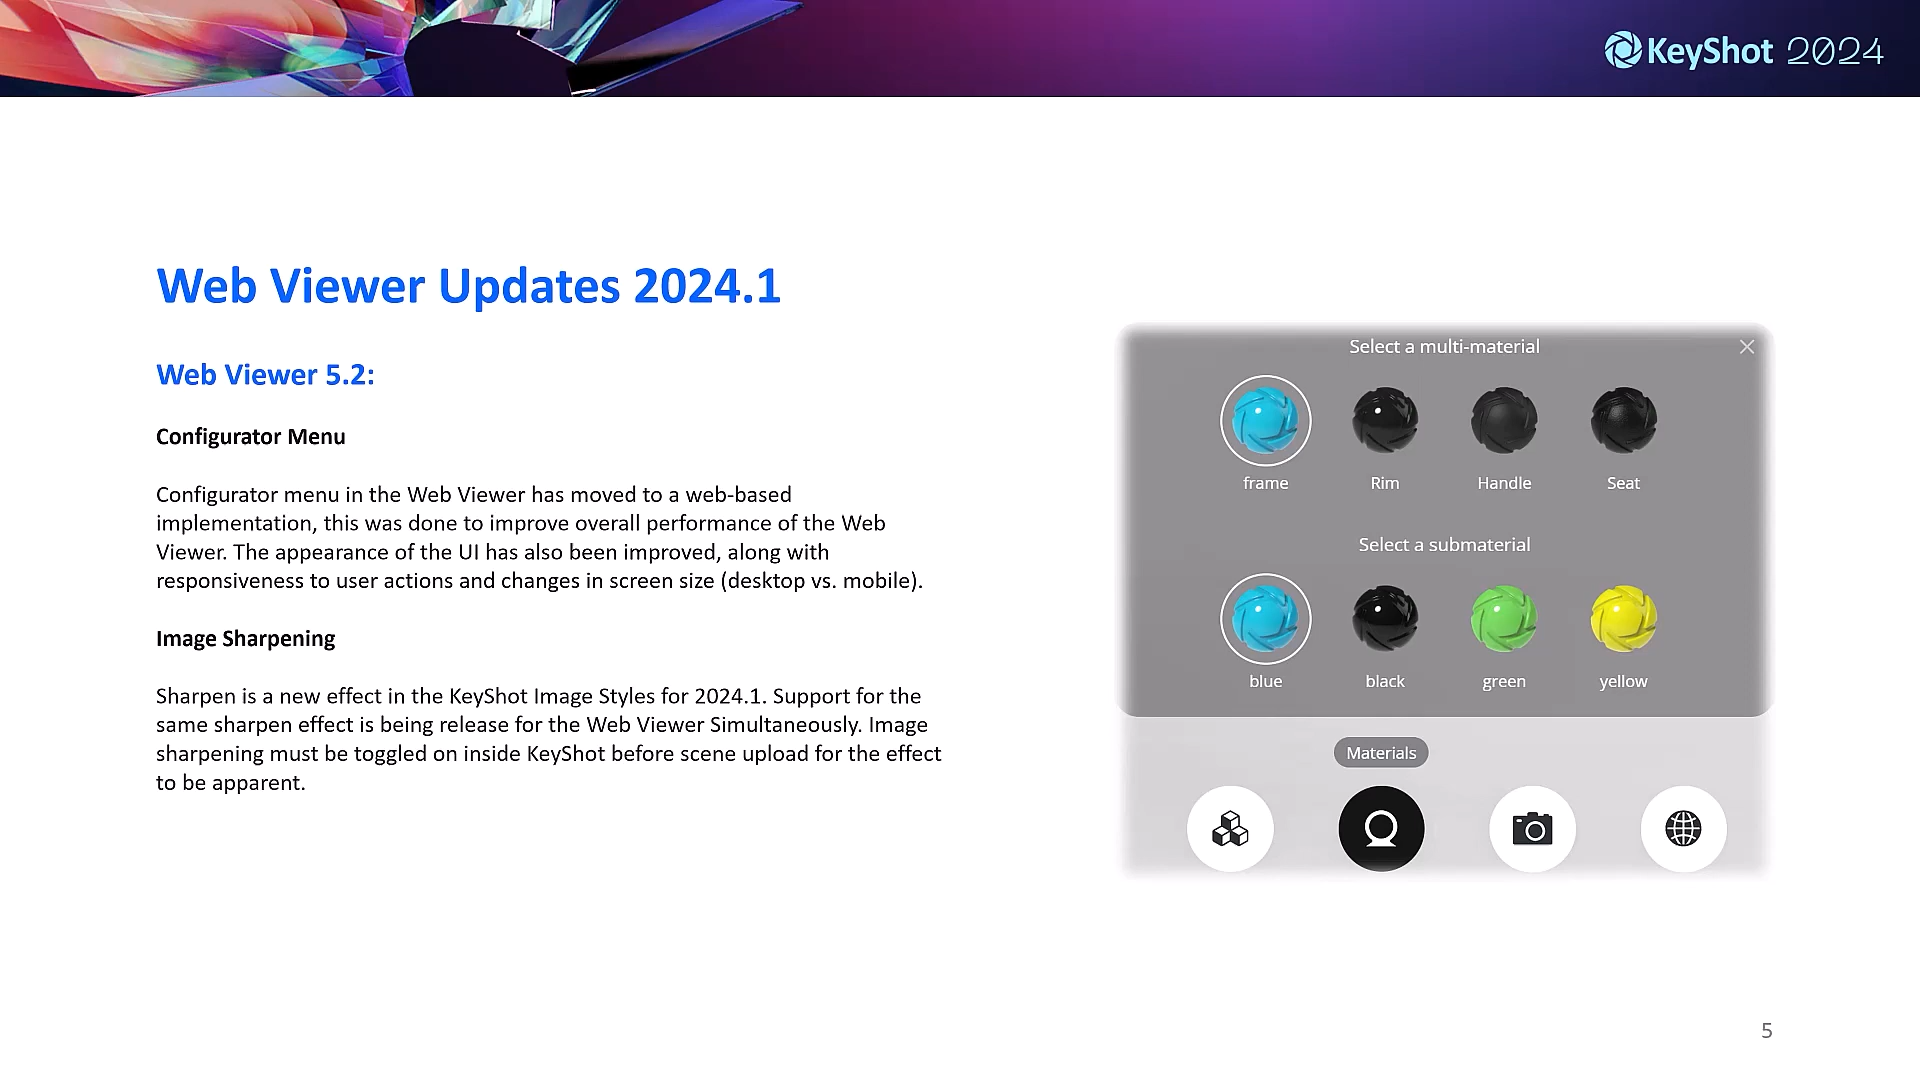 KeyShot 2024
Web Viewer Updates 2024.1
Web Viewer 5.2:
Configurator Menu
Configurator menu in the Web Viewer has moved to a web-based
implementation, this was done to improve overall performance of the Web
Viewer. The appearance of the UI has also been improved, along with
responsiveness to user actions and changes in screen size (desktop vs. mobile).
Image Sharpening
Sharpen is a new effect in the KeyShot Image Styles for 2024.1. Support for the
same sharpen effect is being release for the Web Viewer Simultaneously. Image
sharpening must be toggled on inside KeyShot before scene upload for the effect
to be apparent.
Select a multi-material
frame Rim Handle Seat
Select a submaterial
blue black green yellow
Materials
5